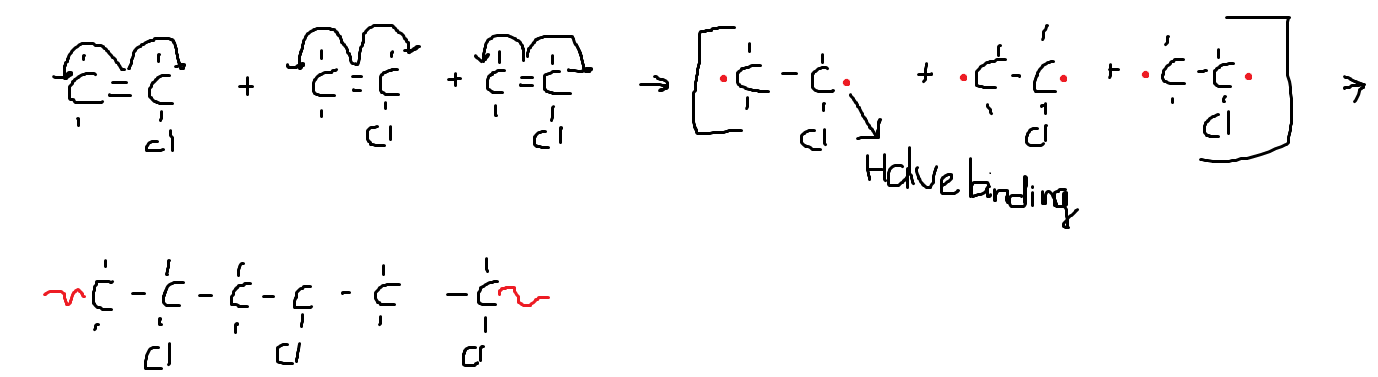 C = C + C = C + C = C → [ • C - C • + • C - C • + • C - C • ] →
Cl Cl Cl Cl Cl Cl
Halve binding
~ C - C - C - C - C - C ~
Cl Cl Cl